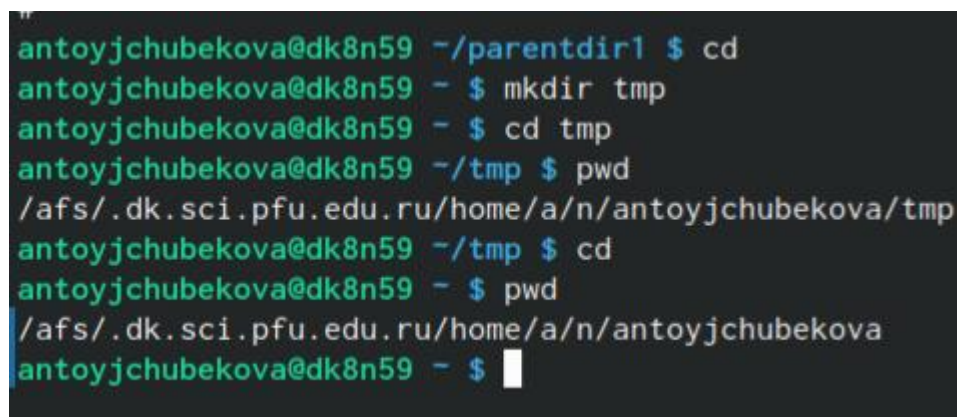 antoyjchubekova@dk8n59 ~/parentdir1 $ cd
antoyjchubekova@dk8n59 ~ $ mkdir tmp
antoyjchubekova@dk8n59 ~ $ cd tmp
antoyjchubekova@dk8n59 ~/tmp $ pwd
/afs/.dk.sci.pfu.edu.ru/home/a/n/antoyjchubekova/tmp
antoyjchubekova@dk8n59 ~/tmp $ cd
antoyjchubekova@dk8n59 ~ $ pwd
/afs/.dk.sci.pfu.edu.ru/home/a/n/antoyjchubekova
antoyjchubekova@dk8n59 ~ $